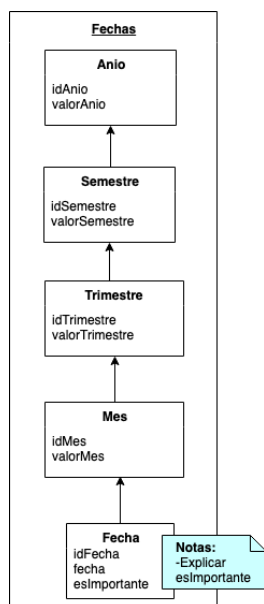 Fechas
Anio
idAnio
valorAnio
Semestre
idSemestre
valorSemestre
Trimestre
idTrimestre
valorTrimestre
Mes
idMes
valorMes
Fecha
idFecha
fecha
esImportante
Notas:
-Explicar
esImportante